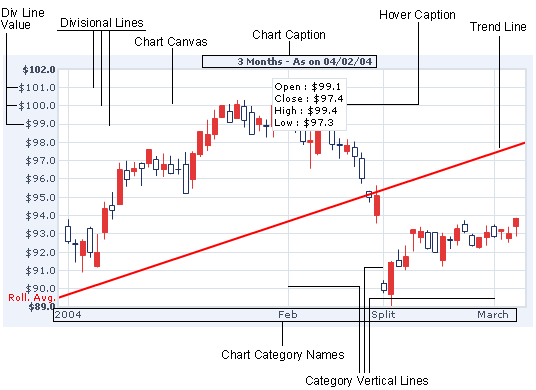 Div Line
Value
Divisional Lines
Chart Canvas
Chart Caption
Hover Caption
Trend Line
3 Months - As on 04/02/04
$102.0
$101.0
$100.0
$99.0
$98.0
$97.0
$96.0
$95.0
$94.0
$93.0
$92.0
$91.0
$90.0
Roll. Avg.
$89.0
Open : $99.1
Close : $97.4
High : $99.4
Low : $97.3
2004
Feb
Split
March
Chart Category Names
Category Vertical Lines